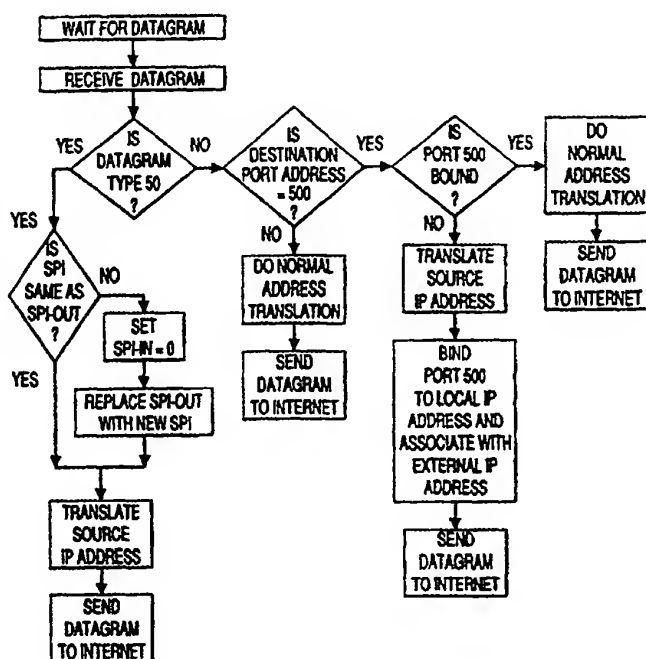 WAIT FOR DATAGRAM
RECEIVE DATAGRAM
YES
IS
DATAGRAM
TYPE 50
?
NO
IS
DESTINATION
PORT ADDRESS
= 500
?
YES
IS
PORT 500
BOUND
?
YES
DO
NORMAL
ADDRESS
TRANSLATION
SEND
DATAGRAM
TO INTERNET
YES
IS
SPI
SAME AS
SPI-OUT
?
NO
SET
SPI-IN = 0
REPLACE SPI-OUT
WITH NEW SPI
YES
TRANSLATE
SOURCE
IP ADDRESS
SEND
DATAGRAM
TO INTERNET
NO
DO NORMAL
ADDRESS
TRANSLATION
SEND
DATAGRAM
TO INTERNET
NO
TRANSLATE
SOURCE
IP ADDRESS
BIND
PORT 500
TO LOCAL IP
ADDRESS AND
ASSOCIATE WITH
EXTERNAL IP
ADDRESS
SEND
DATAGRAM
TO INTERNET